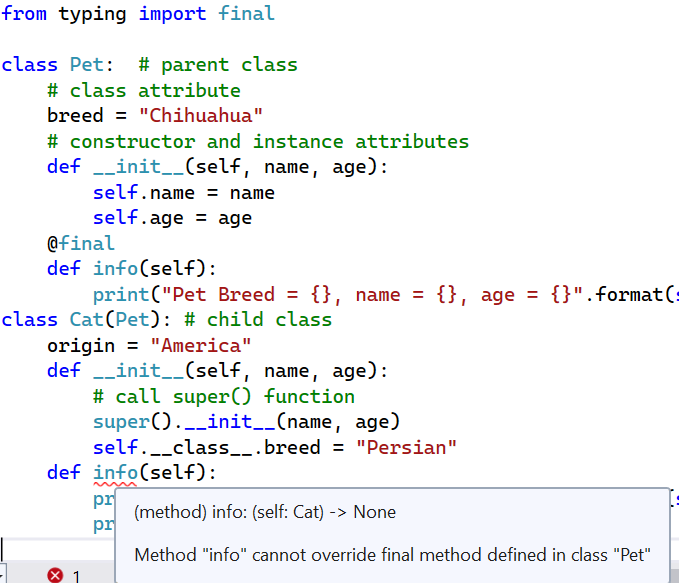 from typing import final
class Pet:  # parent class
    # class attribute
    breed = "Chihuahua"
    # constructor and instance attributes
    def __init__(self, name, age):
        self.name = name
        self.age = age
    @final
    def info(self):
        print("Pet Breed = {}, name = {}, age = {}".format(s
class Cat(Pet): # child class
    origin = "America"
    def __init__(self, name, age):
        # call super() function
        super().__init__(name, age)
        self.__class__.breed = "Persian"
    def info(self):
        pr
        pr
(method) info: (self: Cat) -> None
Method "info" cannot override final method defined in class "Pet"
1